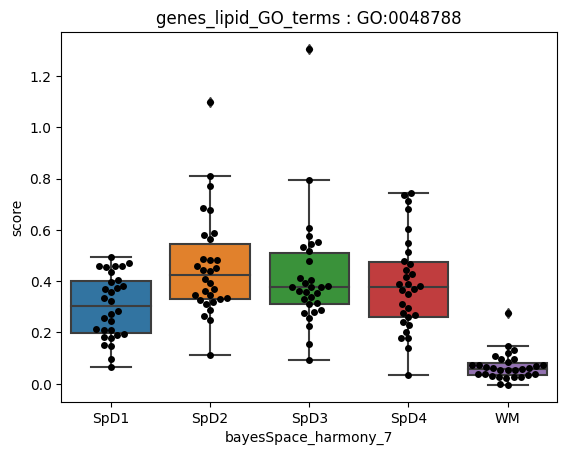 genes_lipid_GO_terms : GO:0048788
1.2
1.0
0.8
0.6
0.4
0.2
0.0
score
SpD1 SpD2 SpD3 SpD4 WM
bayesSpace_harmony_7